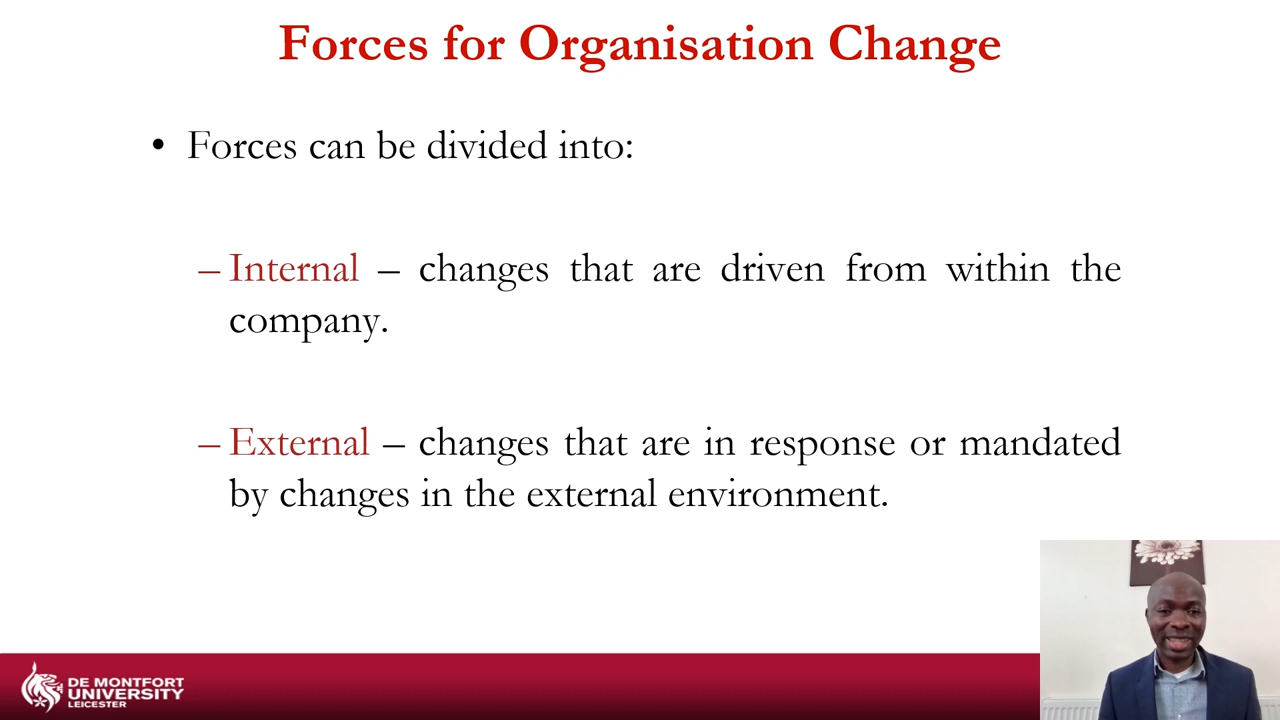 Forces for Organisation Change
• Forces can be divided into:
– Internal – changes that are driven from within the
company.
– External – changes that are in response or mandated
by changes in the external environment.
DE MONTFORT
UNIVERSITY
LEICESTER